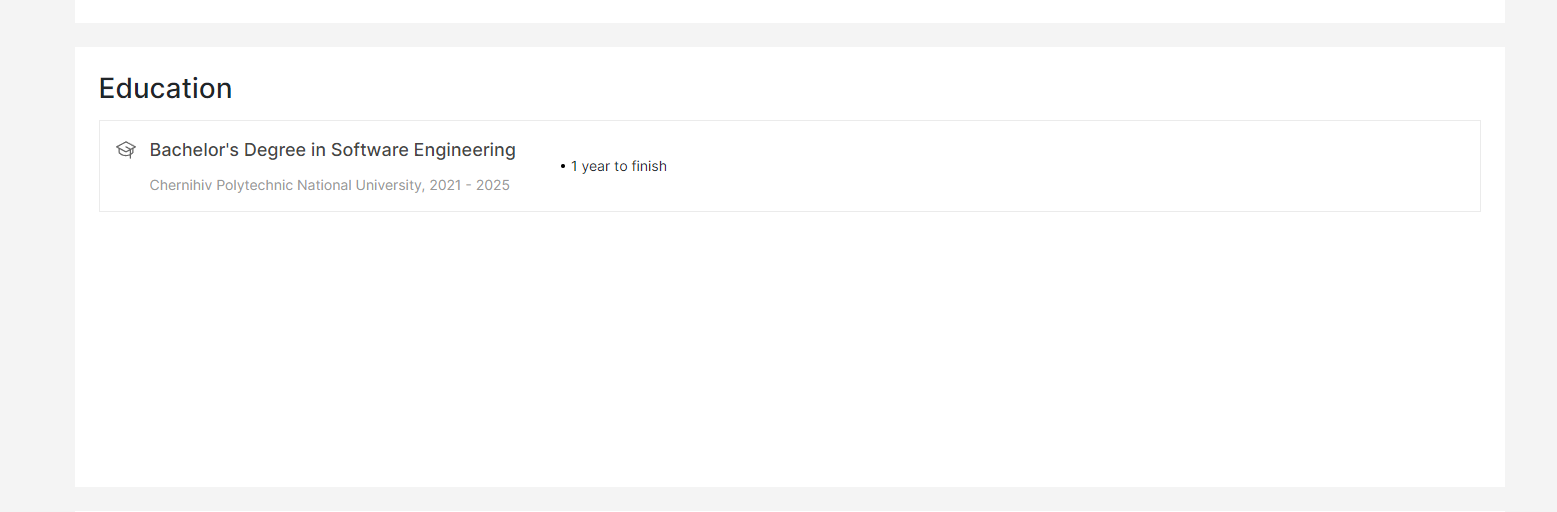 Education
Bachelor's Degree in Software Engineering
• 1 year to finish
Chernihiv Polytechnic National University, 2021 - 2025